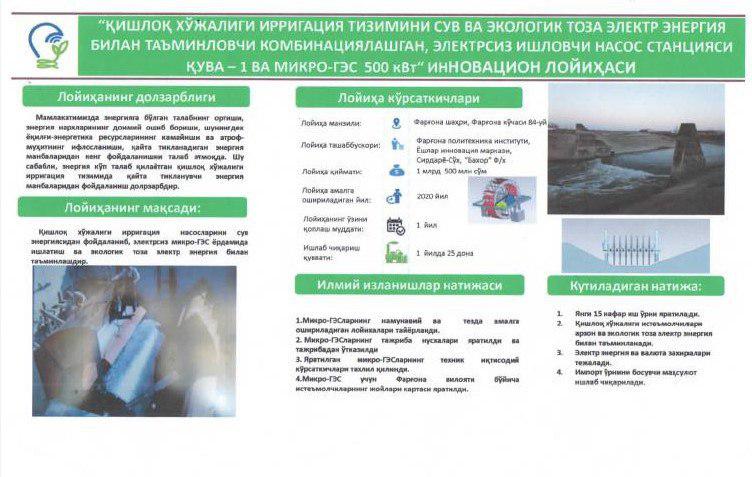 “ҚИШЛОҚ ХЎЖАЛИГИ ИРРИГАЦИЯ ТИЗИМИНИ СУВ ВА ЭКОЛОГИК ТОЗА ЭЛЕКТР ЭНЕРГИЯ
БИЛАН ТАЪМИНЛОВЧИ КОМБИНАЦИЯЛАШГАН, ЭЛЕКТРСИЗ ИШЛОВЧИ НАСОС СТАНЦИЯСИ
ҚУВА – 1 ВА МИКРО-ГЭС 500 кВт“ ИННОВАЦИОН ЛОЙИҲАСИ
Лойиҳанинг долзарблиги
Мамлакатимизда энергияга бўлган талабнинг ортиши,
энергия нархларининг доимий ошиб бориши, шунингдек
ёқилғи-энергетика ресурсларининг камайиши ва атроф-
муҳитнинг ифлосланиши, қайта тикланадиган энергия
манбаларидан кенг фойдаланишни талаб этмоқда. Шу
сабабли, энергия кўп талаб қилаётган қишлоқ хўжалиги
ирригация тизимида қайта тикланувчи энергия
манбаларидан фойдаланиш долзарбдир.
Лойиҳанинг мақсади:
Қишлоқ хўжалиги ирригация насосларини сув
энергиясидан фойдаланиб, электрсиз микро-ГЭС ёрдамида
ишлатиш ва экологик тоза электр энергия билан
таъминлашдир.
Лойиҳа кўрсаткичлари
Лойиҳа манзили: Фарғона шаҳри, Фарғона кўчаси 84-уй
Лойиҳа ташаббускори: Фарғона политехника институти,
Ёшлар инновация маркази,
Сирдарё-Сўх, "Бахор" Ф/х
Лойиҳа қиймати: 1 млрд 500 млн сўм
Лойиҳа амалга
ошириладиган йил: 2020 йил
Лойиҳанинг ўзини
қоплаш муддати: 1 йил
Ишлаб чиқариш
қуввати: 1 йилда 25 дона
Илмий изланишлар натижаси
1.Микро-ГЭСларнинг намунавий ва тезда амалга
ошириладиган лойиҳалари тайёрланди.
2. Микро-ГЭСларнинг тажриба нусхалари яратилди ва
тажрибадан ўтказилди
3. Яратилган микро-ГЭСларнинг техник иқтисодий
кўрсаткичлари тахлил қилинди.
4.Микро-ГЭС учун Фарғона вилояти бўйича
истеъмолчиларнинг жойлари картаси яратилди.
Кутиладиган натижа:
1. Янги 15 нафар иш ўрни яратилади.
2. Қишлоқ хўжалиги истеъмолчилари
арзон ва экологик тоза электр энергия
билан таъминланади.
3. Электр энергия ва валюта захиралари
тежалади.
4. Импорт ўрнини босувчи маҳсулот
ишлаб чиқарилади.